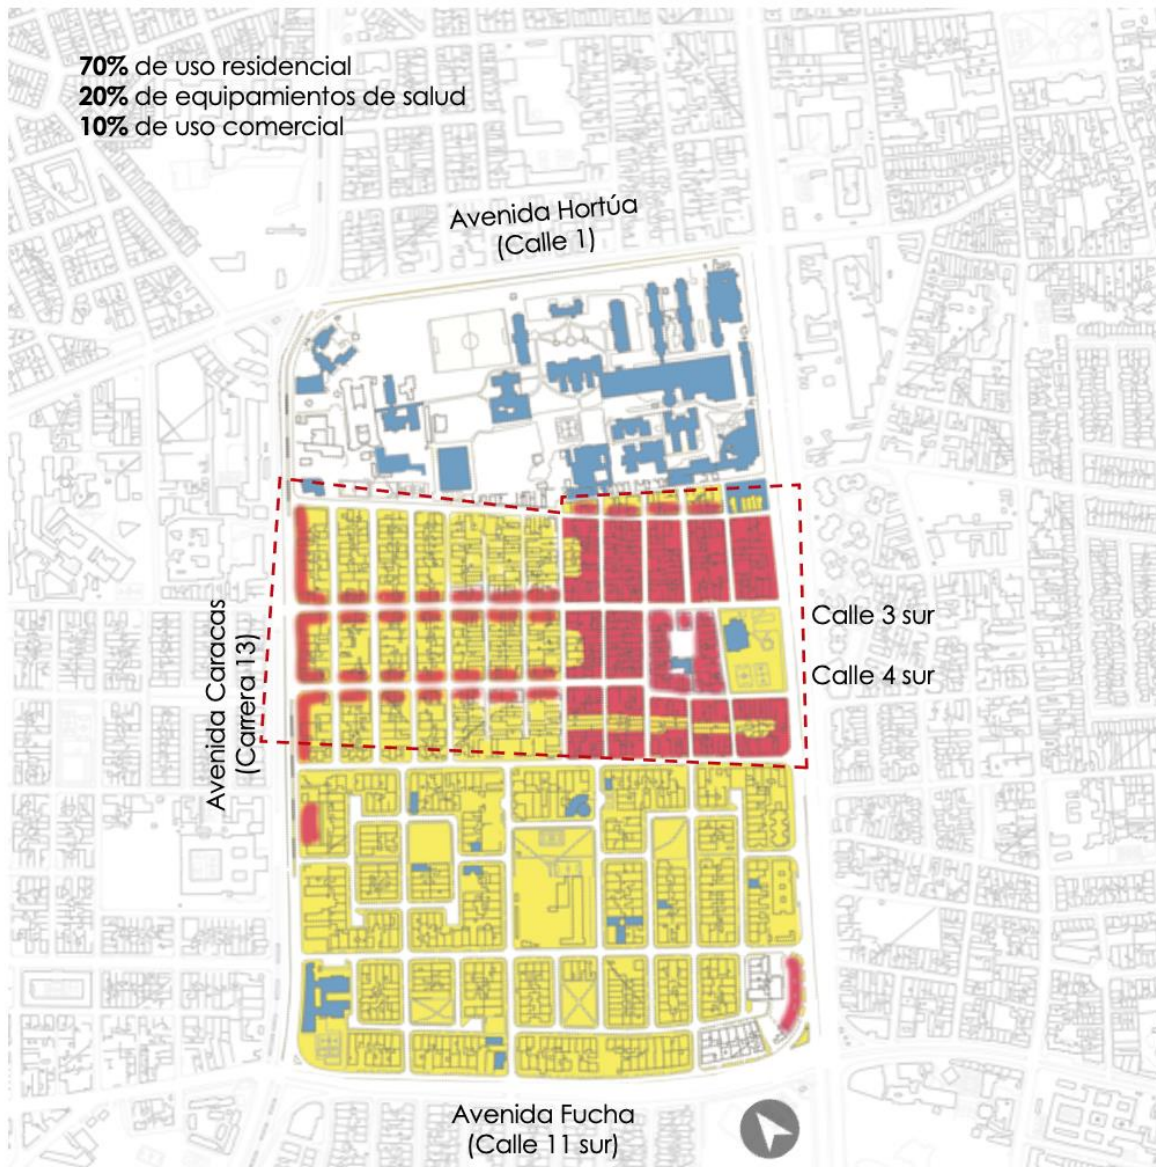 70% de uso residencial
20% de equipamientos de salud
10% de uso comercial
Avenida Hortúa
(Calle 1)
Calle 3 sur
Calle 4 sur
Avenida Caracas
(Carrera 13)
Avenida Fucha
(Calle 11 sur)